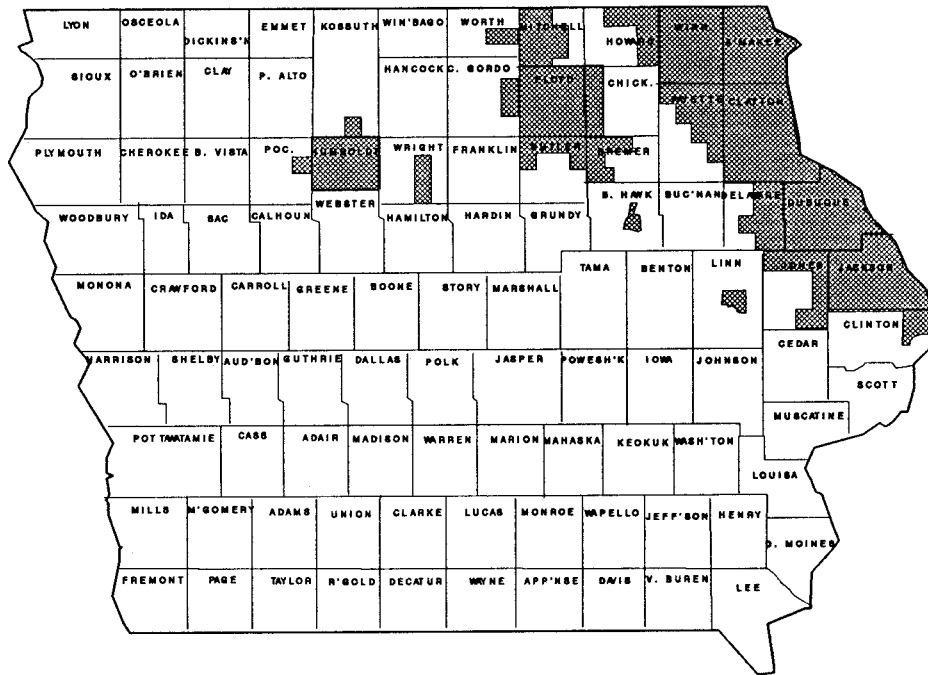 LYON OSCEOLA DICKINS'N EMMET KOSSUTH WIN'BAGO WORTH MITCHELL HOWARD WINN. A'MAKEE
SIOUX O'BRIEN CLAY P. ALTO HANCOCK C. GORDO FLOYD CHICK. FAYETTE CLAYTON
PLYMOUTH CHEROKEE B. VISTA POC. HUMBOLDT WRIGHT FRANKLIN BUTLER BREMER
WOODBURY IDA SAC CALHOUN WEBSTER HAMILTON HARDIN GRUNDY B. HAWK BUC'NAN DELAWARE DUBUQUE
MONONA CRAWFORD CARROLL GREENE BOONE STORY MARSHALL TAMA BENTON LINN JONES JACKSON
HARRISON SHELBY AUD'BON GUTHRIE DALLAS POLK JASPER POWESH'K IOWA JOHNSON CEDAR CLINTON
SCOTT
MUSCATINE
POTTAWATAMIE CASS ADAIR MADISON WARREN MARION MAHASKA KEOKUK WASH'TON
LOUISA
MILLS M'GOMERY ADAMS UNION CLARKE LUCAS MONROE WAPELLO JEFF'SON HENRY
D. MOINES
FREMONT PAGE TAYLOR R'GOLD DECATUR WAYNE APP'NSE DAVIS V. BUREN LEE